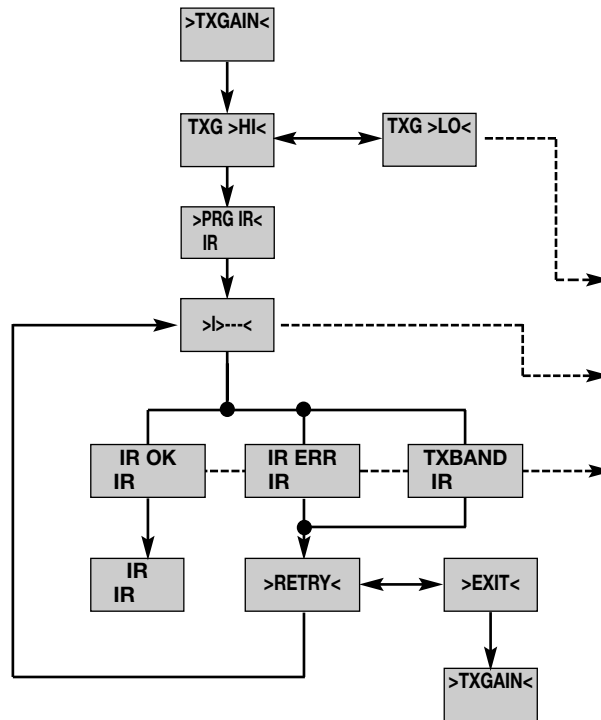 >TXGAIN<
TXG >HI<
TXG >LO<
>PRG IR<
IR
>I>---<
IR OK
IR
IR ERR
IR
TXBAND
IR
IR
IR
>RETRY<
>EXIT<
>TXGAIN<